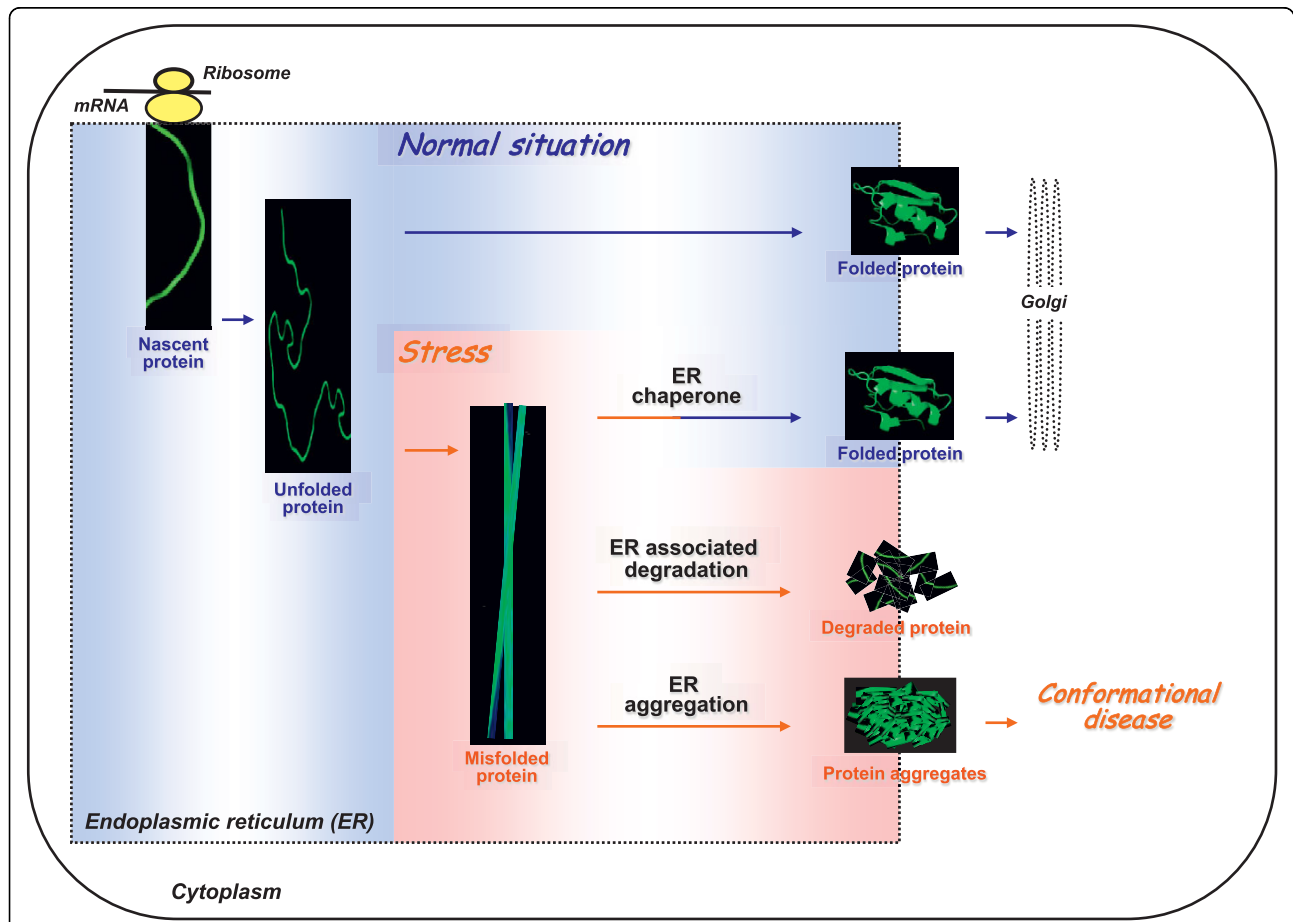 Ribosome
mRNA
Normal situation
Nascent
protein
Folded protein
Golgi
Stress
ER
chaperone
Folded protein
Unfolded
protein
ER associated
degradation
Degraded protein
ER
aggregation
Conformational
disease
Misfolded
protein
Protein aggregates
Endoplasmic reticulum (ER)
Cytoplasm